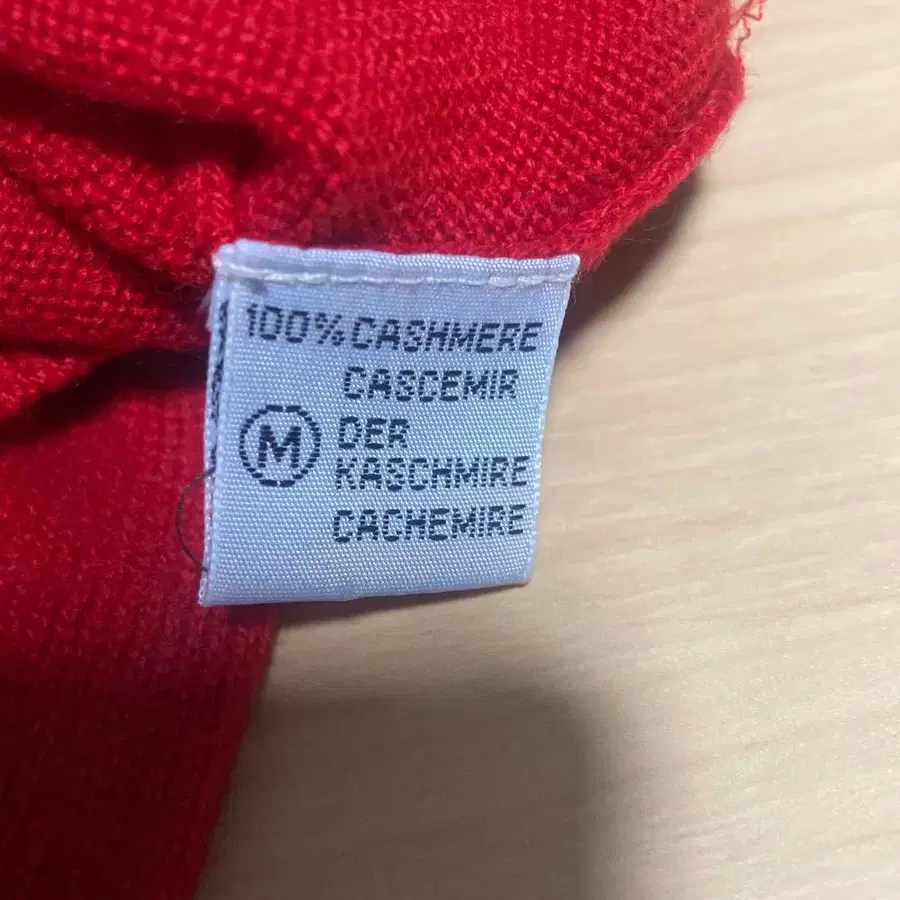 100% CASHMERE
CASCEMIR
M DER
KASCHMIRE
CACHEMIRE